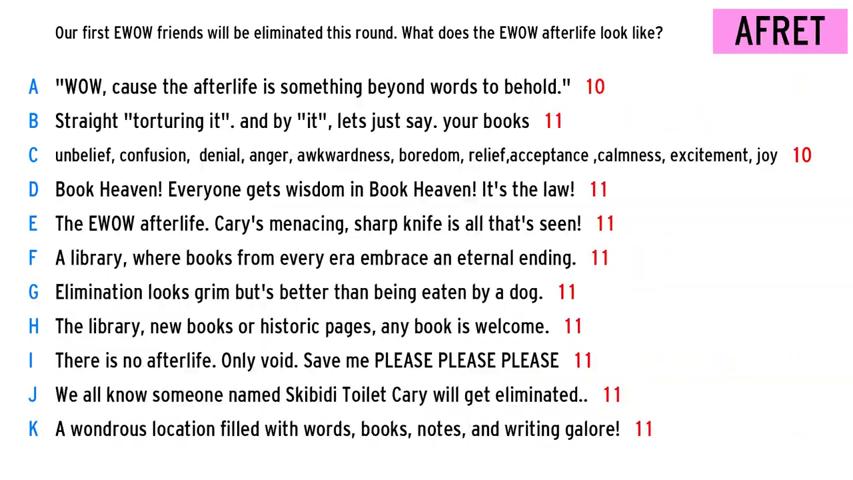 Our first EWOW friends will be eliminated this round. What does the EWOW afterlife look like?
AFRET
A "WOW, cause the afterlife is something beyond words to behold." 10
B Straight "torturing it". and by "it", lets just say. your books 11
C unbelief, confusion, denial, anger, awkwardness, boredom, relief,acceptance ,calmness, excitement, joy 10
D Book Heaven! Everyone gets wisdom in Book Heaven! It's the law! 11
E The EWOW afterlife. Cary's menacing, sharp knife is all that's seen! 11
F A library, where books from every era embrace an eternal ending. 11
G Elimination looks grim but's better than being eaten by a dog. 11
H The library, new books or historic pages, any book is welcome. 11
I There is no afterlife. Only void. Save me PLEASE PLEASE PLEASE 11
J We all know someone named Skibidi Toilet Cary will get eliminated.. 11
K A wondrous location filled with words, books, notes, and writing galore! 11